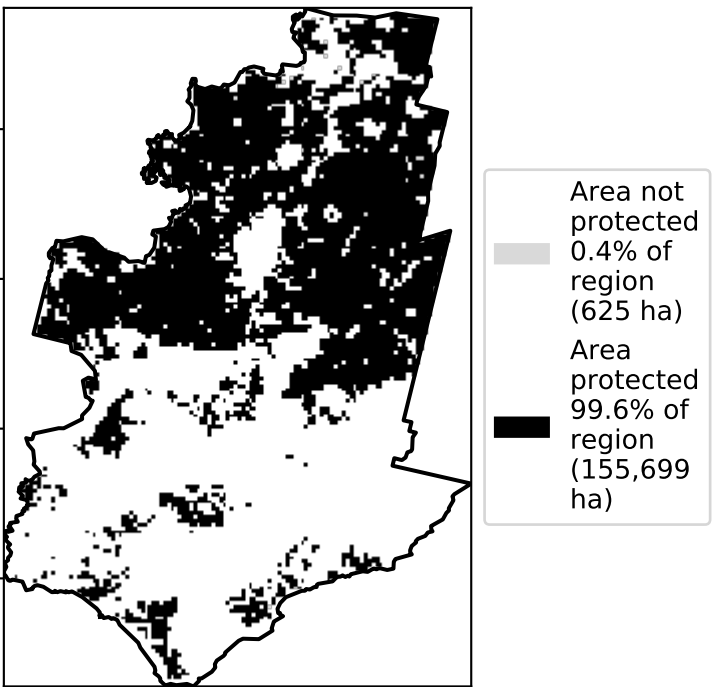 Area not
protected
0.4% of
region
(625 ha)
Area
protected
99.6% of
region
(155,699
ha)